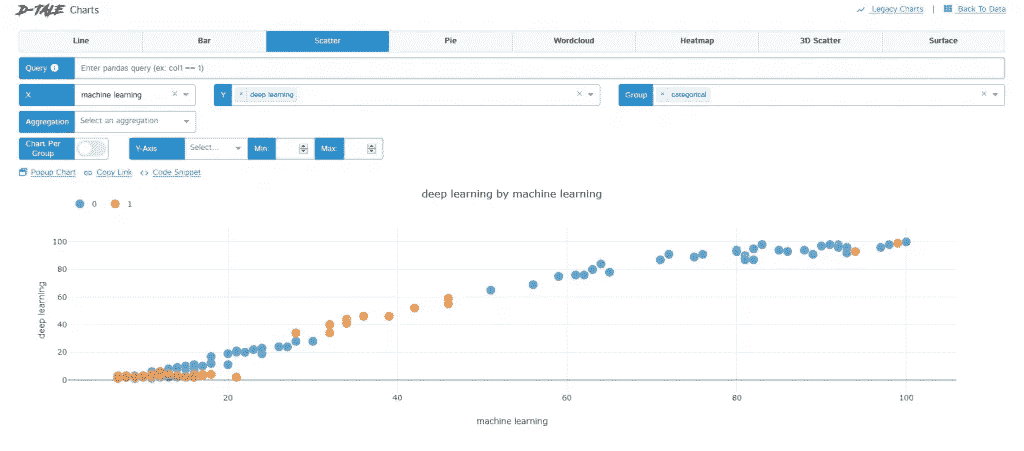 D-TALE Charts
Legacy Charts | Back To Data
Line Bar Scatter Pie Wordcloud Heatmap 3D Scatter Surface
Query Enter pandas query (ex: col1 == 1)
X machine learning × Y × deep learning × Group × categorical ×
Aggregation Select an aggregation
Chart Per Group Y-Axis Select... Min: Max:
Popup Chart Copy Link Code Snippet
deep learning by machine learning
0 1
100
80
60
40
20
0
deep learning
20 40 60 80 100
machine learning